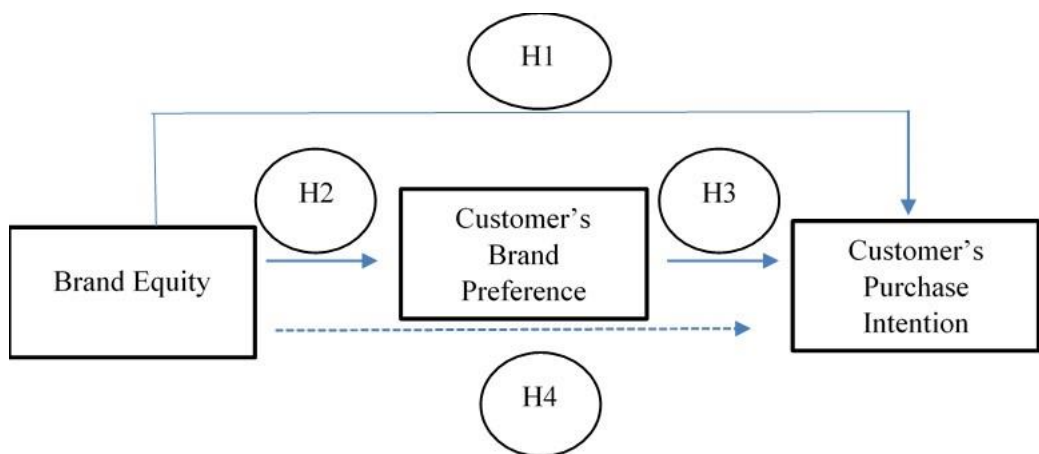 H1
H2
H3
Customer’s
Brand
Preference
Brand Equity
Customer’s
Purchase
Intention
H4